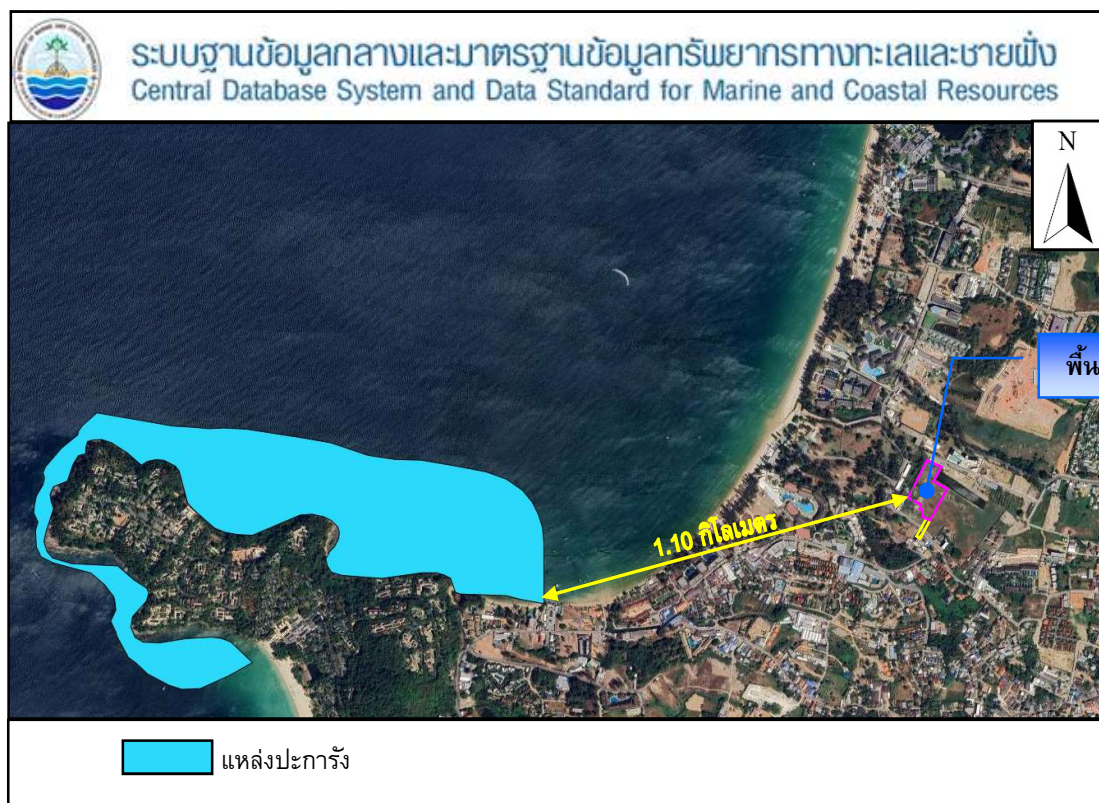 ระบบฐานข้อมูลกลางและมาตรฐานข้อมูลทรัพยากรทางทะเลและชายฝั่ง
Central Database System and Data Standard for Marine and Coastal Resources
N
พื้น
1.10 กิโลเมตร
แหล่งปะการัง